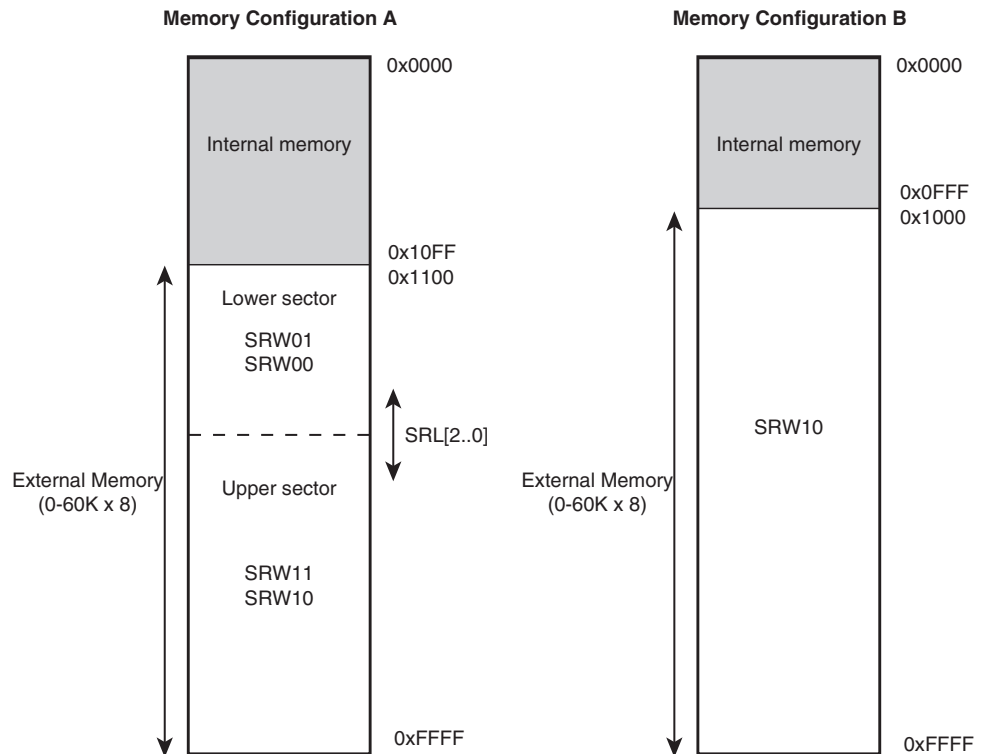 Memory Configuration A
0x0000
Internal memory
0x10FF
0x1100
Lower sector
SRW01
SRW00
SRL[2..0]
External Memory
(0-60K x 8)
Upper sector
SRW11
SRW10
0xFFFF
Memory Configuration B
0x0000
Internal memory
0x0FFF
0x1000
SRW10
External Memory
(0-60K x 8)
0xFFFF